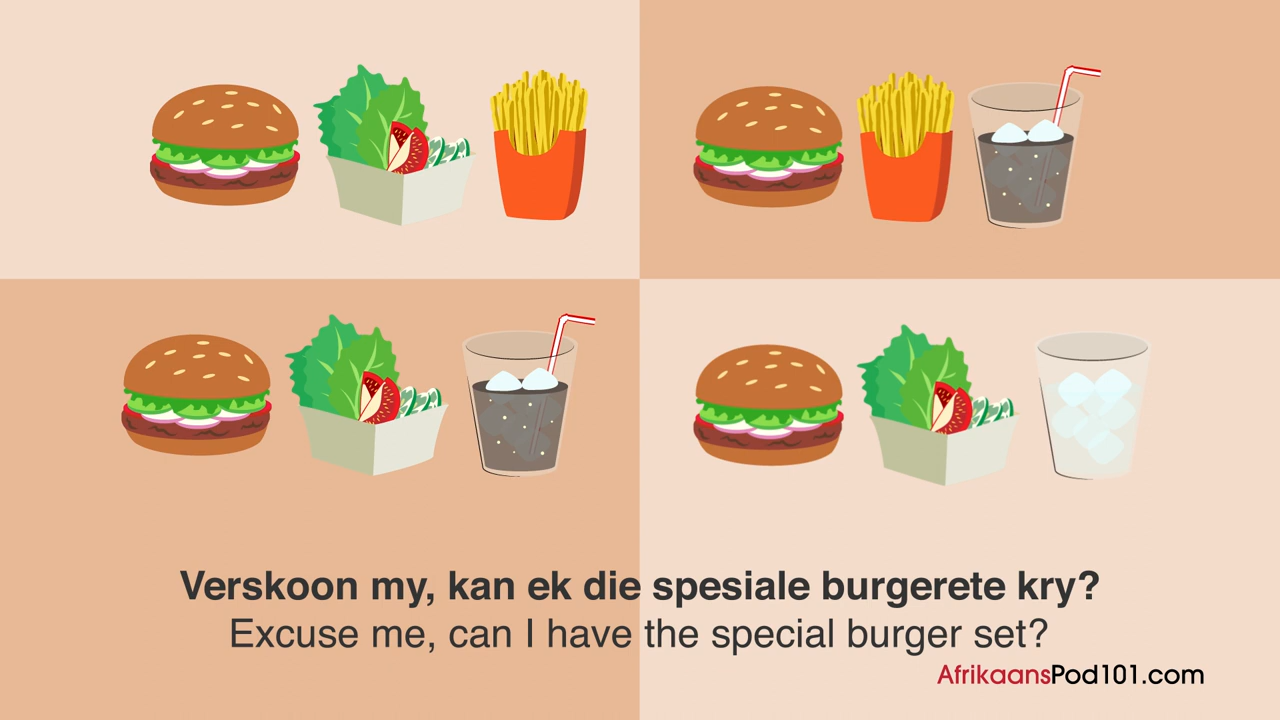 Verskoon my, kan ek die spesiale burgerete kry?
Excuse me, can I have the special burger set?
AfrikaansPod101.com